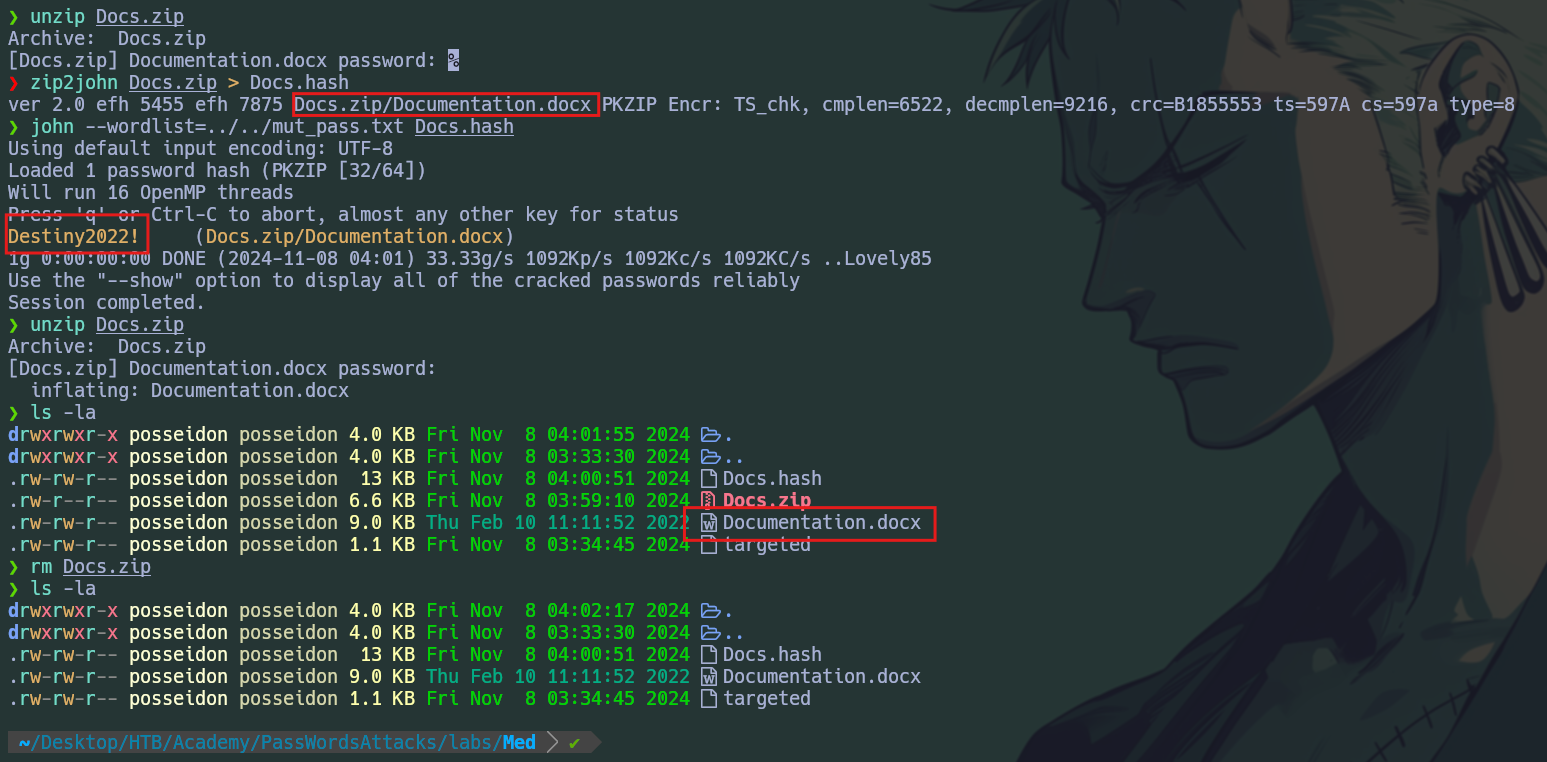 ❯ unzip Docs.zip
Archive:  Docs.zip
[Docs.zip] Documentation.docx password: %
❯ zip2john Docs.zip > Docs.hash
ver 2.0 efh 5455 efh 7875 Docs.zip/Documentation.docx PKZIP Encr: TS_chk, cmplen=6522, decmplen=9216, crc=B1855553 ts=597A cs=597a type=8
❯ john --wordlist=../../mut_pass.txt Docs.hash
Using default input encoding: UTF-8
Loaded 1 password hash (PKZIP [32/64])
Will run 16 OpenMP threads
Press 'q' or Ctrl-C to abort, almost any other key for status
Destiny2022!     (Docs.zip/Documentation.docx)
1g 0:00:00:00 DONE (2024-11-08 04:01) 33.33g/s 1092Kp/s 1092Kc/s 1092KC/s ..Lovely85
Use the "--show" option to display all of the cracked passwords reliably
Session completed.
❯ unzip Docs.zip
Archive:  Docs.zip
[Docs.zip] Documentation.docx password:
  inflating: Documentation.docx
❯ ls -la
drwxrwxr-x posseidon posseidon 4.0 KB Fri Nov  8 04:01:55 2024 .
drwxrwxr-x posseidon posseidon 4.0 KB Fri Nov  8 03:33:30 2024 ..
.rw-rw-r-- posseidon posseidon  13 KB Fri Nov  8 04:00:51 2024 Docs.hash
.rw-r--r-- posseidon posseidon 6.6 KB Fri Nov  8 03:59:10 2024 Docs.zip
.rw-rw-r-- posseidon posseidon 9.0 KB Thu Feb 10 11:11:52 2022 Documentation.docx
.rw-rw-r-- posseidon posseidon 1.1 KB Fri Nov  8 03:34:45 2024 targeted
❯ rm Docs.zip
❯ ls -la
drwxrwxr-x posseidon posseidon 4.0 KB Fri Nov  8 04:02:17 2024 .
drwxrwxr-x posseidon posseidon 4.0 KB Fri Nov  8 03:33:30 2024 ..
.rw-rw-r-- posseidon posseidon  13 KB Fri Nov  8 04:00:51 2024 Docs.hash
.rw-rw-r-- posseidon posseidon 9.0 KB Thu Feb 10 11:11:52 2022 Documentation.docx
.rw-rw-r-- posseidon posseidon 1.1 KB Fri Nov  8 03:34:45 2024 targeted
~/Desktop/HTB/Academy/PassWordsAttacks/labs/Med ✔